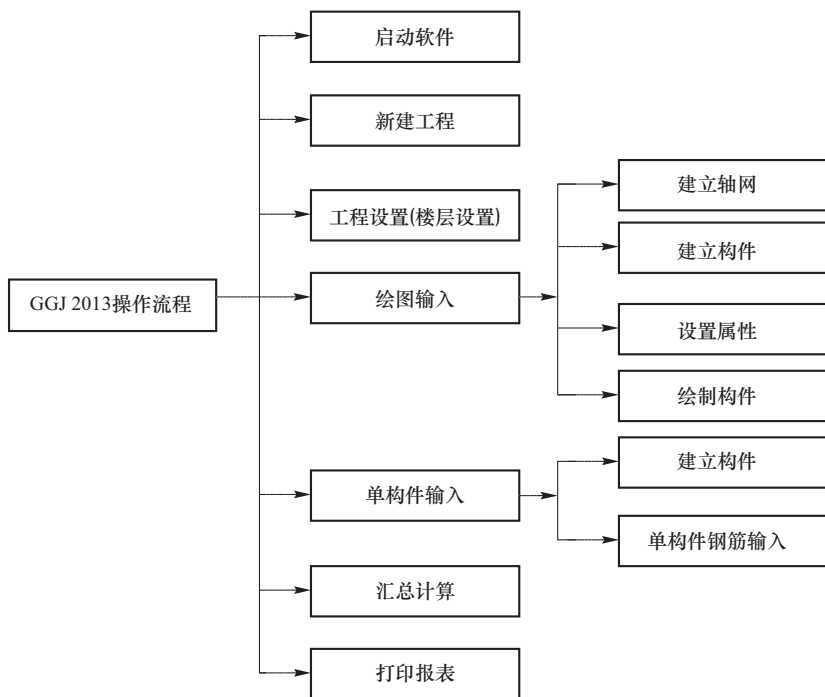 GGJ 2013操作流程
启动软件
新建工程
工程设置(楼层设置)
绘图输入
建立轴网
建立构件
设置属性
绘制构件
单构件输入
建立构件
单构件钢筋输入
汇总计算
打印报表